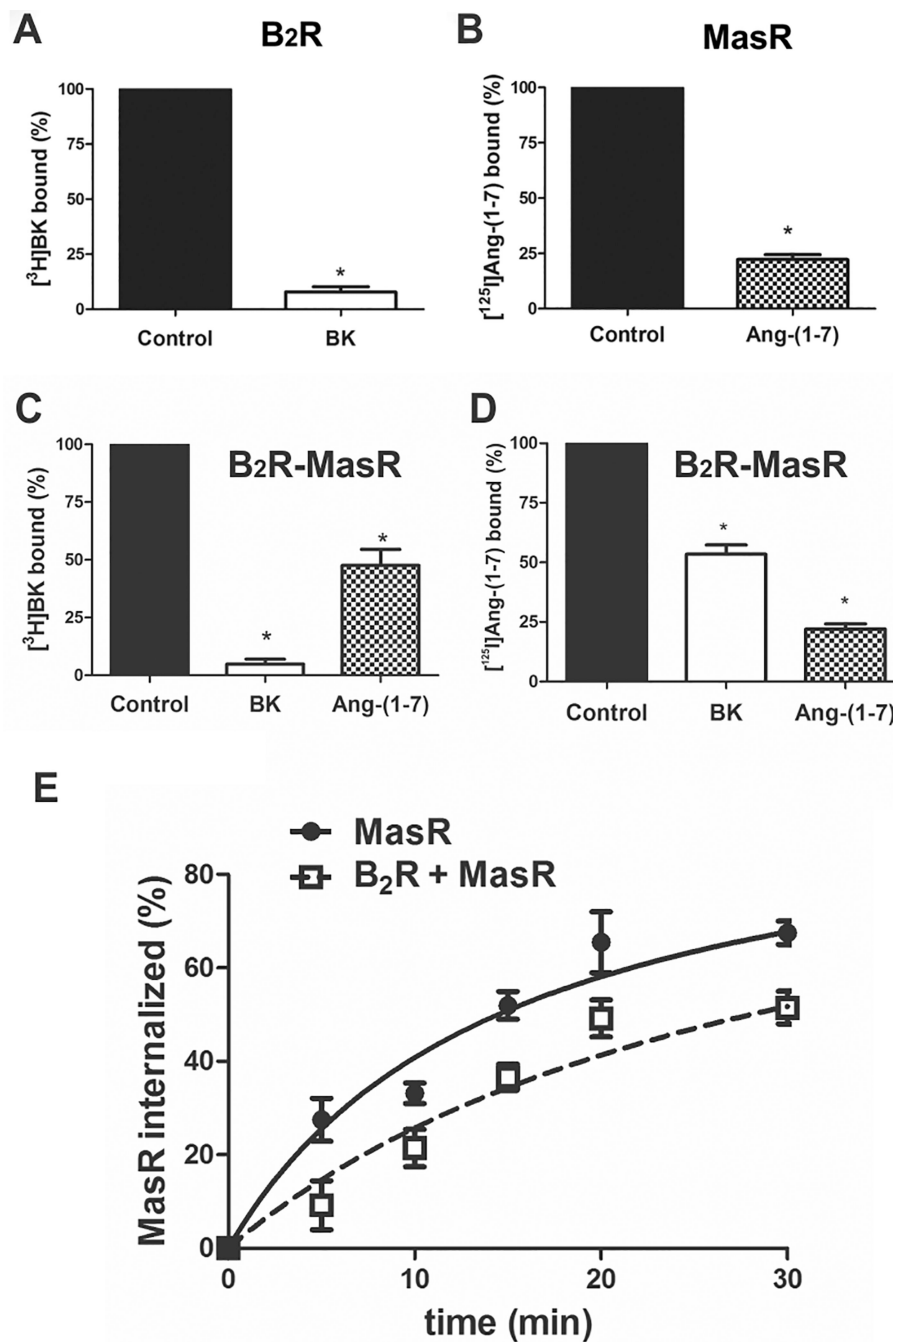 A
B₂R
[³H]BK bound (%)
100
75
50
25
0
*
Control
BK
B
MasR
[¹²⁵I]Ang-(1-7) bound (%)
100
75
50
25
0
*
Control
Ang-(1-7)
C
B₂R-MasR
[³H]BK bound (%)
100
75
50
25
0
*
*
Control
BK
Ang-(1-7)
D
B₂R-MasR
[¹²⁵I]Ang-(1-7) bound (%)
100
75
50
25
0
*
*
Control
BK
Ang-(1-7)
E
MasR
B₂R + MasR
MasR internalized (%)
80
60
40
20
0
0
10
20
30
time (min)